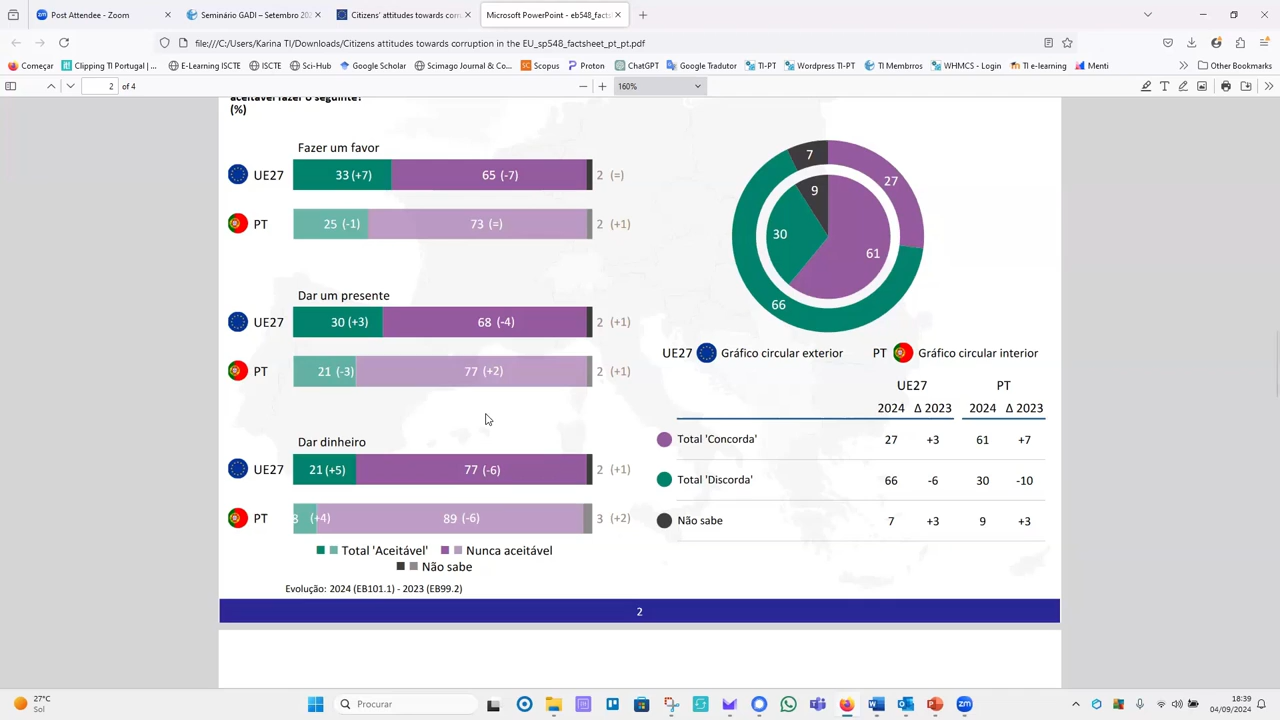 Post Attendee - Zoom
Seminário GADI – Setembro 202
Citizens' attitudes towards corrup
Microsoft PowerPoint - eb548_facts
file:///C:/Users/Karina TI/Downloads/Citizens attitudes towards corruption in the EU_sp548_factsheet_pt_pt.pdf
Começar
Clipping TI Portugal |...
E-Learning ISCTE
ISCTE
Sci-Hub
Google Scholar
Scimago Journal & Co...
Scopus
Proton
ChatGPT
Google Tradutor
TI-PT
Wordpress TI-PT
TI Membrros
WHMCS - Login
TI e-learning
Menti
Other Bookmarks
2 of 4
160%
aceitável fazer o seguinte?
(%)
Fazer um favor
UE27 33 (+7) 65 (-7) 2 (=)
PT 25 (-1) 73 (=) 2 (+1)
Dar um presente
UE27 30 (+3) 68 (-4) 2 (+1)
PT 21 (-3) 77 (+2) 2 (+1)
Dar dinheiro
UE27 21 (+5) 77 (-6) 2 (+1)
PT 8 (+4) 89 (-6) 3 (+2)
Total 'Aceitável' Nunca aceitável
Não sabe
Evolução: 2024 (EB101.1) - 2023 (EB99.2)
7
27
9
30
61
66
UE27 Gráfico circular exterior PT Gráfico circular interior
UE27 PT
2024 Δ 2023 2024 Δ 2023
Total 'Concorda' 27 +3 61 +7
Total 'Discorda' 66 -6 30 -10
Não sabe 7 +3 9 +3
2
27°C
Sol
Procurar
18:39
04/09/2024